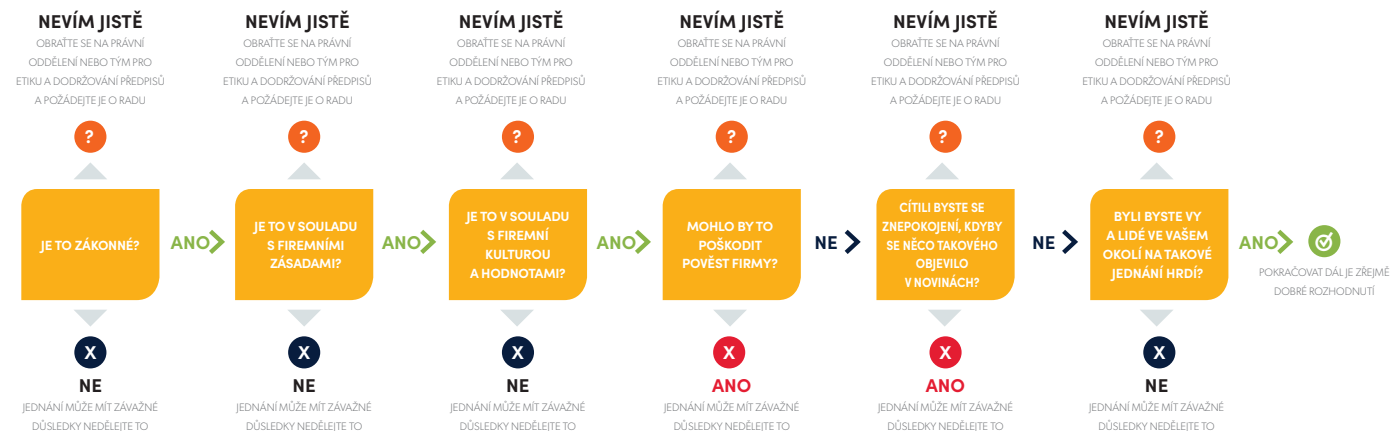 NEVÍM JISTĚ
OBRAŤTE SE NA PRÁVNÍ
ODDĚLENÍ NEBO TÝM PRO
ETIKU A DODRŽOVÁNÍ PŘEDPISŮ
A POŽÁDEJTE JE O RADU
?
JE TO ZÁKONNÉ?
X
NE
JEDNÁNÍ MŮŽE MÍT ZÁVAŽNÉ
DŮSLEDKY NEDĚLEJTE TO
ANO
NEVÍM JISTĚ
OBRAŤTE SE NA PRÁVNÍ
ODDĚLENÍ NEBO TÝM PRO
ETIKU A DODRŽOVÁNÍ PŘEDPISŮ
A POŽÁDEJTE JE O RADU
?
JE TO V SOULADU
S FIREMNÍMI
ZÁSADAMI?
X
NE
JEDNÁNÍ MŮŽE MÍT ZÁVAŽNÉ
DŮSLEDKY NEDĚLEJTE TO
ANO
NEVÍM JISTĚ
OBRAŤTE SE NA PRÁVNÍ
ODDĚLENÍ NEBO TÝM PRO
ETIKU A DODRŽOVÁNÍ PŘEDPISŮ
A POŽÁDEJTE JE O RADU
?
JE TO V SOULADU
S FIREMNÍ
KULTUROU
A HODNOTAMI?
X
NE
JEDNÁNÍ MŮŽE MÍT ZÁVAŽNÉ
DŮSLEDKY NEDĚLEJTE TO
ANO
NEVÍM JISTĚ
OBRAŤTE SE NA PRÁVNÍ
ODDĚLENÍ NEBO TÝM PRO
ETIKU A DODRŽOVÁNÍ PŘEDPISŮ
A POŽÁDEJTE JE O RADU
?
MOHLO BY TO
POŠKODIT
POVĚST FIRMY?
X
ANO
JEDNÁNÍ MŮŽE MÍT ZÁVAŽNÉ
DŮSLEDKY NEDĚLEJTE TO
NE
NEVÍM JISTĚ
OBRAŤTE SE NA PRÁVNÍ
ODDĚLENÍ NEBO TÝM PRO
ETIKU A DODRŽOVÁNÍ PŘEDPISŮ
A POŽÁDEJTE JE O RADU
?
CÍTILI BYSTE SE
ZNEPOKOJENÍ, KDYBY
SE NĚCO TAKOVÉHO
OBJEVILO
V NOVINÁCH?
X
ANO
JEDNÁNÍ MŮŽE MÍT ZÁVAŽNÉ
DŮSLEDKY NEDĚLEJTE TO
NE
NEVÍM JISTĚ
OBRAŤTE SE NA PRÁVNÍ
ODDĚLENÍ NEBO TÝM PRO
ETIKU A DODRŽOVÁNÍ PŘEDPISŮ
A POŽÁDEJTE JE O RADU
?
BYLI BYSTE VY
A LIDÉ VE VAŠEM
OKOLÍ NA TAKOVÉ
JEDNÁNÍ HRDÍ?
X
NE
JEDNÁNÍ MŮŽE MÍT ZÁVAŽNÉ
DŮSLEDKY NEDĚLEJTE TO
ANO
POKRAČOVAT DÁL JE ZŘEJMĚ
DOBRÉ ROZHODNUTÍ